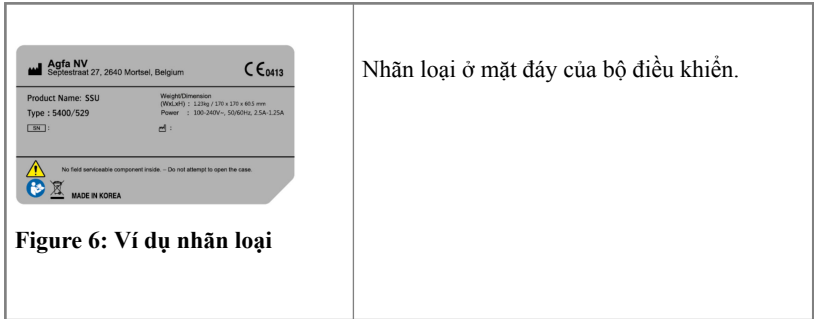 Agfa NV
Septestraat 27, 2640 Mortsel, Belgium
CE0413
Product Name: SSU
Type : 5400/529
SN :
Weight/Dimension
(WxLxH) : 1.23kg / 170 x 170 x 60.5 mm
Power : 100-240V~, 50/60Hz, 2.5A-1.25A
:
No field serviceable component inside. – Do not attempt to open the case.
MADE IN KOREA
Figure 6: Ví dụ nhãn loại
Nhãn loại ở mặt đáy của bộ điều khiển.